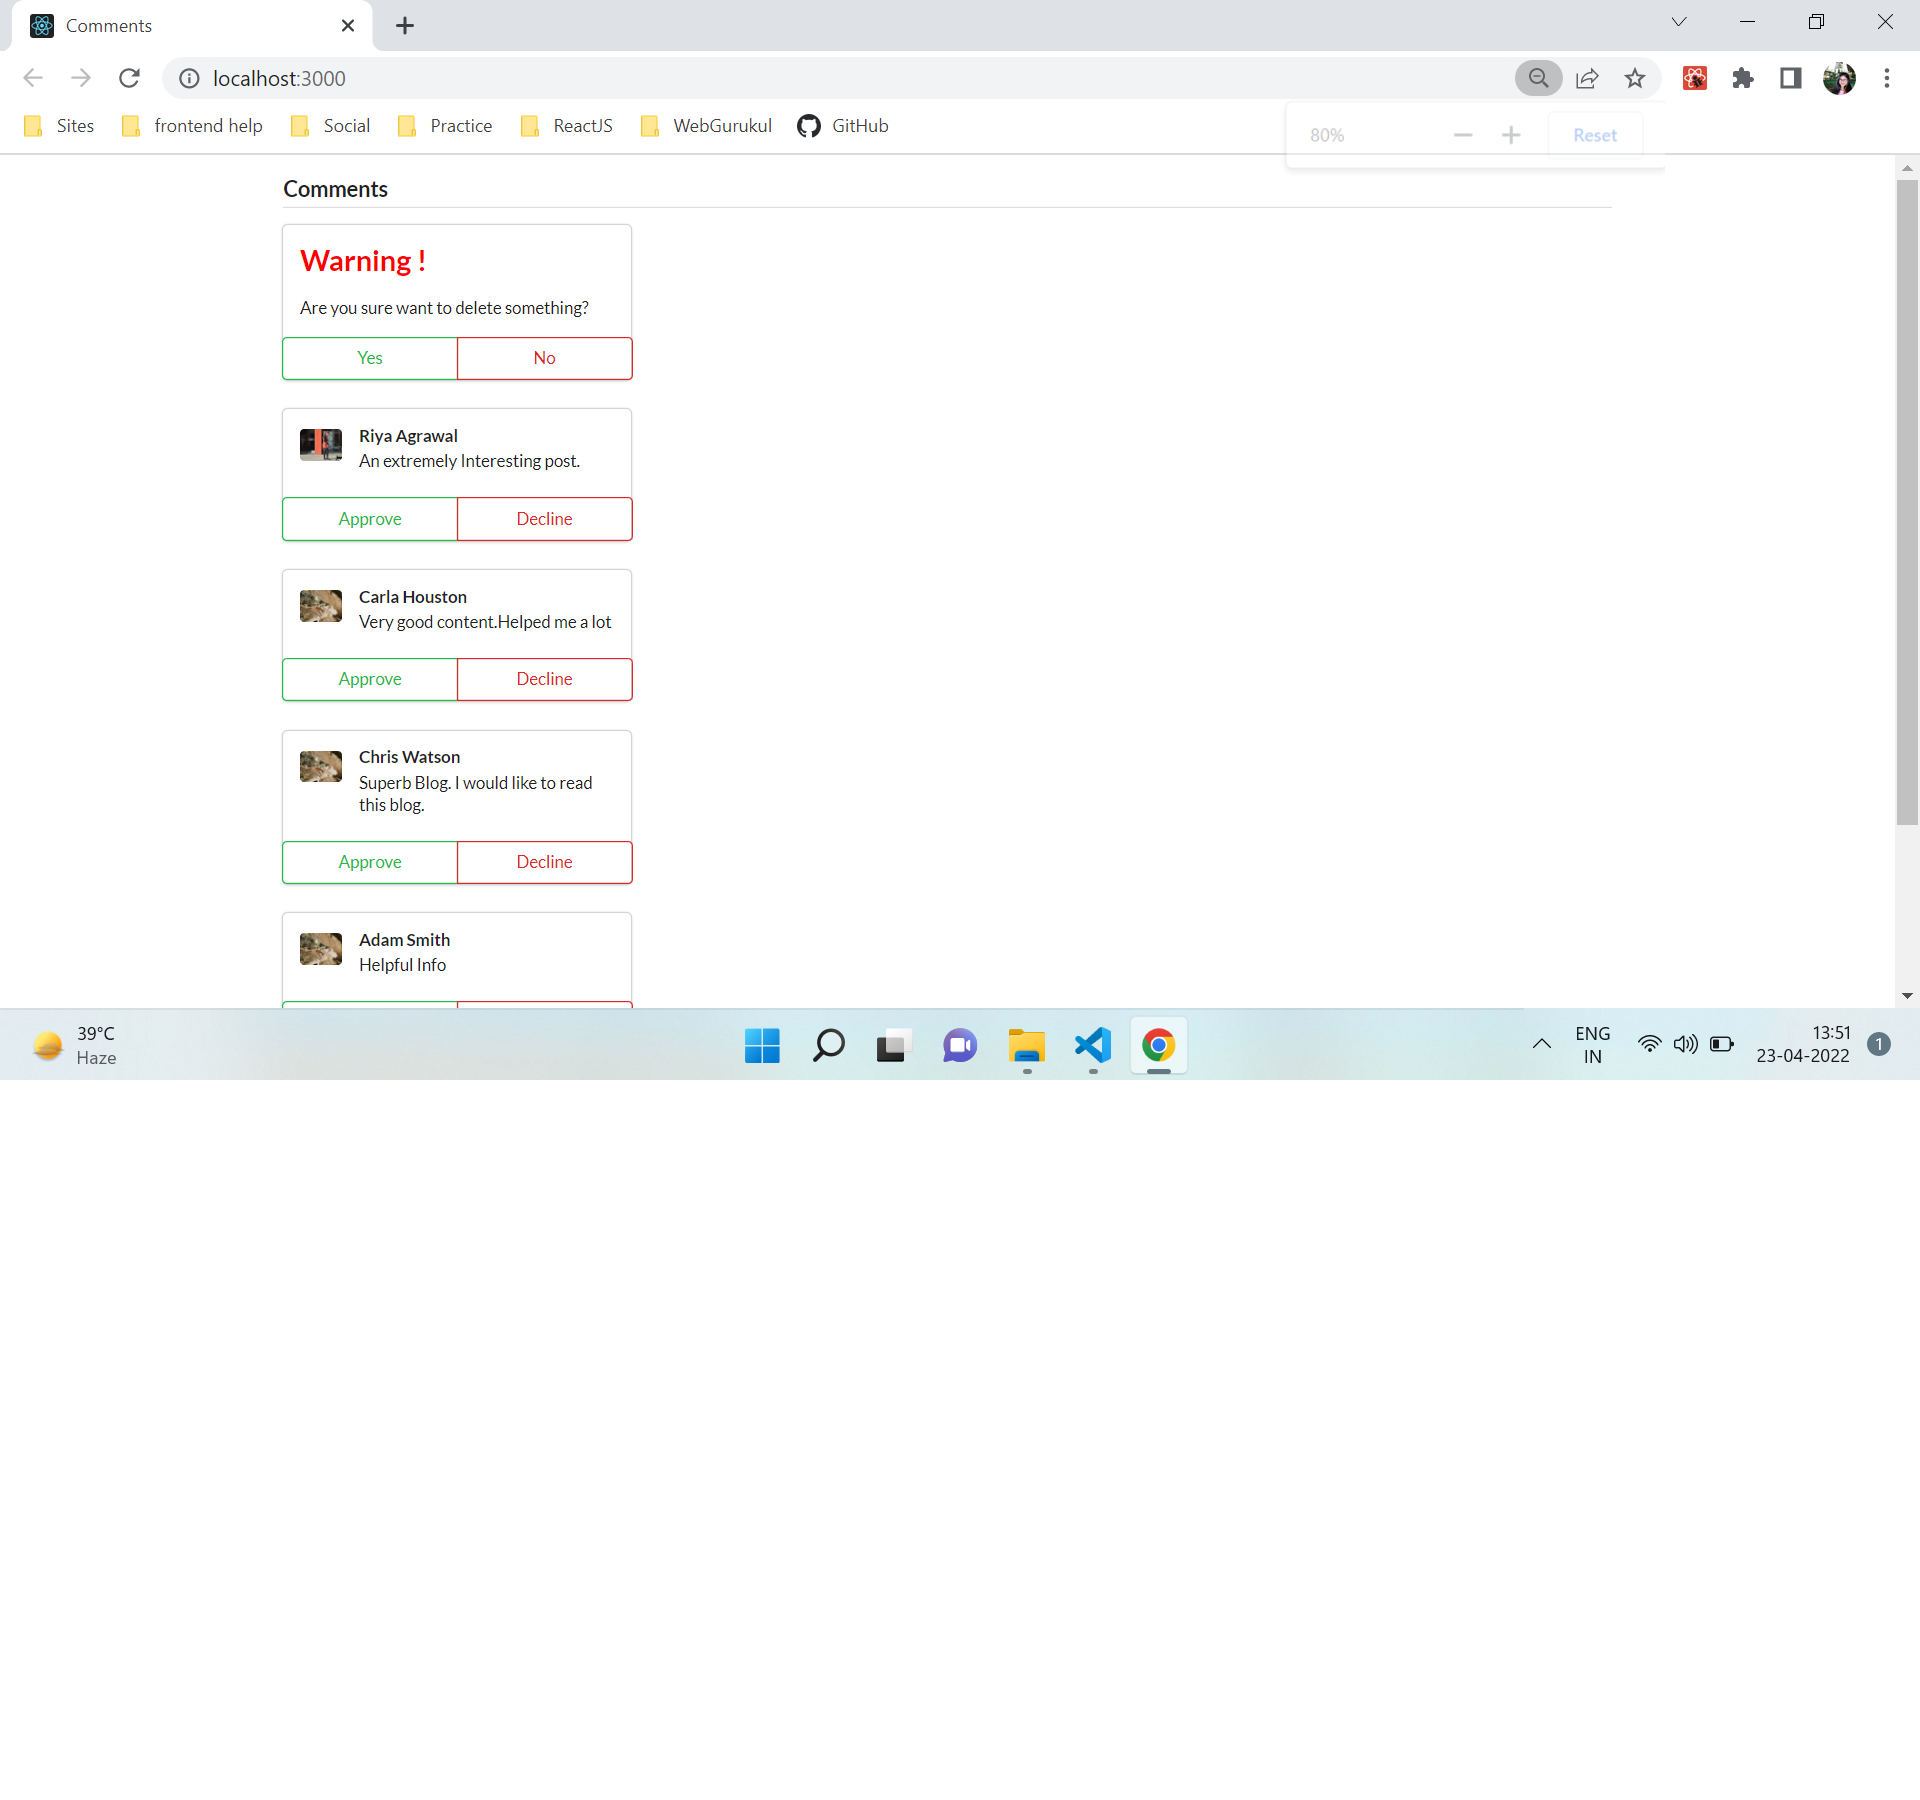 Comments
localhost:3000
Sites frontend help Social Practice ReactJS WebGurukul GitHub
80% Reset
Comments
Warning !
Are you sure want to delete something?
Yes No
Riya Agrawal
An extremely Interesting post.
Approve Decline
Carla Houston
Very good content.Helped me a lot
Approve Decline
Chris Watson
Superb Blog. I would like to read
this blog.
Approve Decline
Adam Smith
Helpful Info
39°C
Haze
ENG
IN
13:51
23-04-2022
1